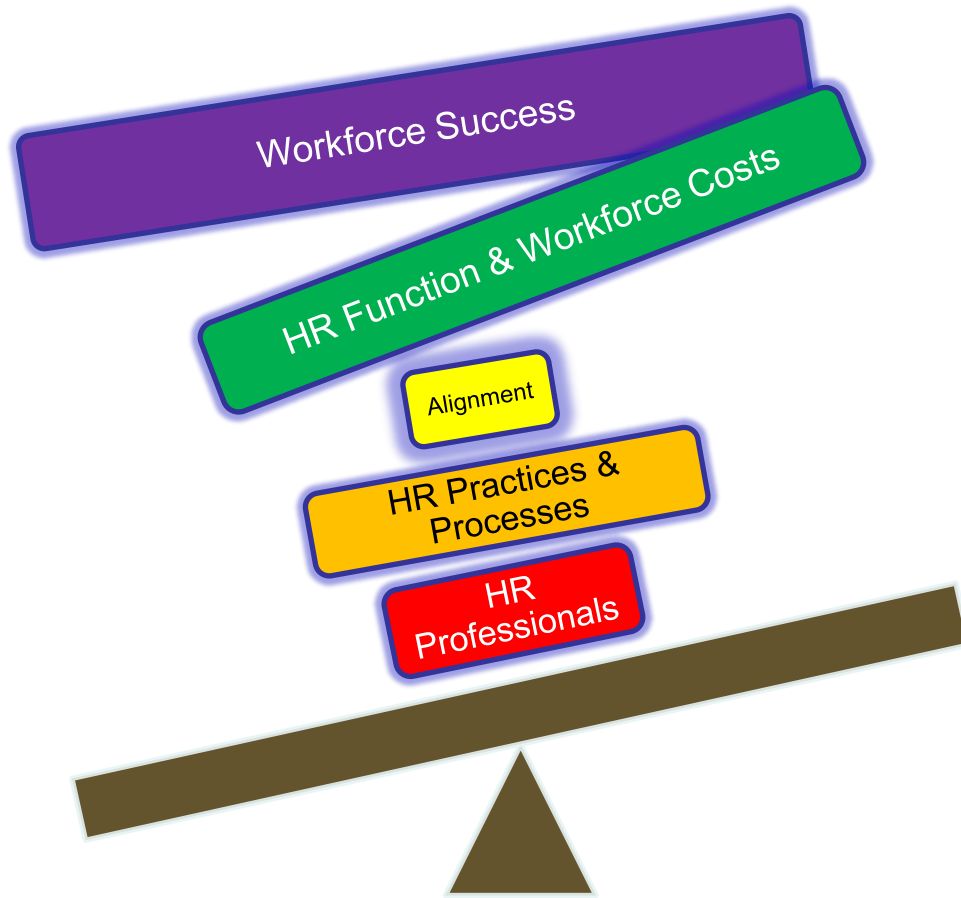 Workforce Success
HR Function & Workforce Costs
Alignment
HR Practices &
Processes
HR
Professionals